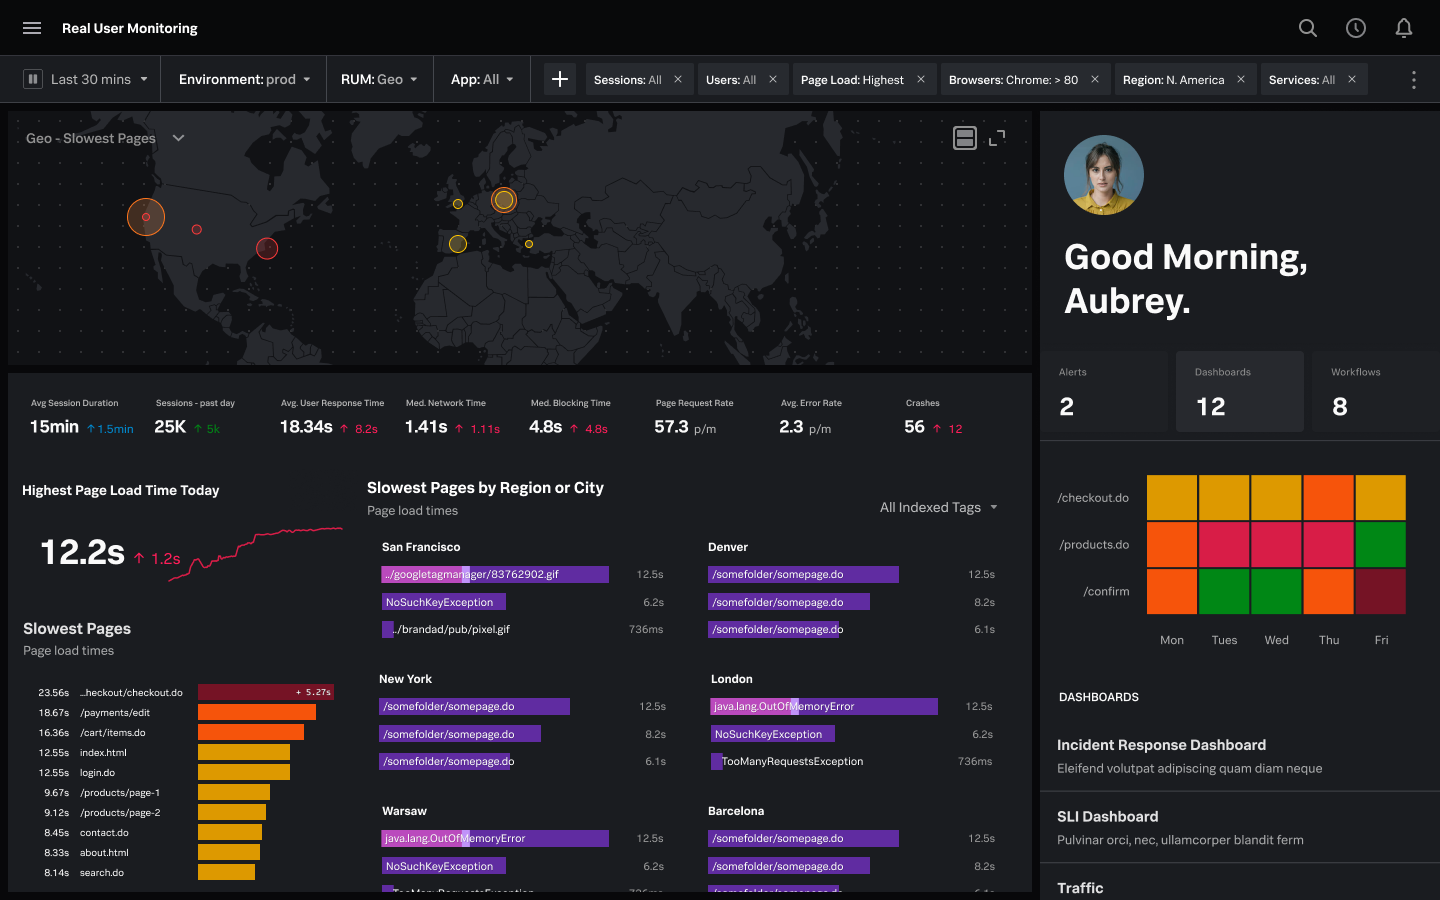 Real User Monitoring
Last 30 mins
Environment: prod
RUM: Geo
App: All
Sessions: All
Users: All
Page Load: Highest
Browsers: Chrome: > 80
Region: N. America
Services: All
Geo - Slowest Pages
Avg Session Duration
15min ↑ 1.5min
Sessions - past day
25K ↑ 5k
Avg. User Response Time
18.34s ↑ 8.2s
Med. Network Time
1.41s ↑ 1.11s
Med. Blocking Time
4.8s ↑ 4.8s
Page Request Rate
57.3 p/m
Avg. Error Rate
2.3 p/m
Crashes
56 ↑ 12
Highest Page Load Time Today
12.2s ↑ 1.2s
Slowest Pages
Page load times
23.56s ...heckout/checkout.do + 5.27s
18.67s /payments/edit
16.36s /cart/items.do
12.55s index.html
12.55s login.do
9.67s /products/page-1
9.12s /products/page-2
8.45s contact.do
8.33s about.html
8.14s search.do
Slowest Pages by Region or City
Page load times
All Indexed Tags
San Francisco
../googletagmanager/83762902.gif 12.5s
NoSuchKeyException 6.2s
../brandad/pub/pixel.gif 736ms
Denver
/somefolder/somepage.do 12.5s
/somefolder/somepage.do 8.2s
/somefolder/somepage.do 6.1s
New York
/somefolder/somepage.do 12.5s
/somefolder/somepage.do 8.2s
/somefolder/somepage.do 6.1s
London
java.lang.OutOfMemoryError 12.5s
NoSuchKeyException 6.2s
TooManyRequestsException 736ms
Warsaw
java.lang.OutOfMemoryError 12.5s
NoSuchKeyException 6.2s
TooManyRequestsException 736ms
Barcelona
/somefolder/somepage.do 12.5s
/somefolder/somepage.do 8.2s
/somefolder/somepage.do 6.1s
Good Morning,
Aubrey.
Alerts
2
Dashboards
12
Workflows
8
/checkout.do
/products.do
/confirm
Mon Tues Wed Thu Fri
DASHBOARDS
Incident Response Dashboard
Eleifend volutpat adipiscing quam diam neque
SLI Dashboard
Pulvinar orci, nec, ullamcorper blandit ferm
Traffic